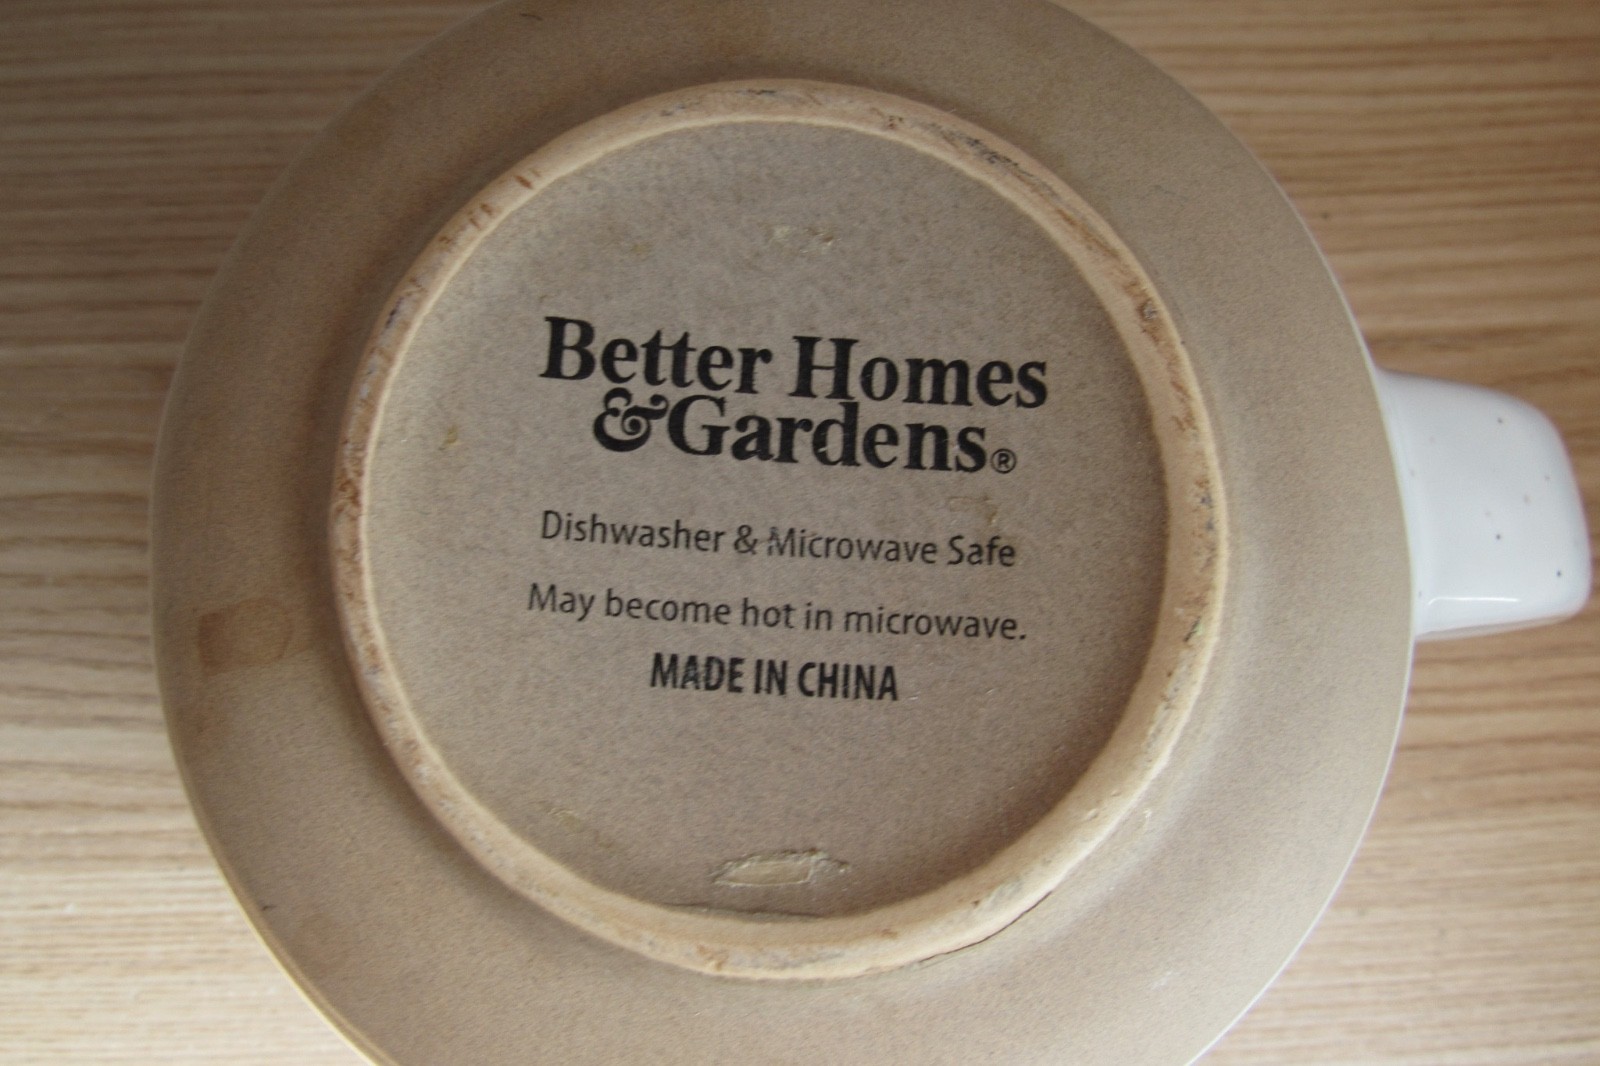 Better Homes
&Gardens®
Dishwasher & Microwave Safe
May become hot in microwave.
MADE IN CHINA